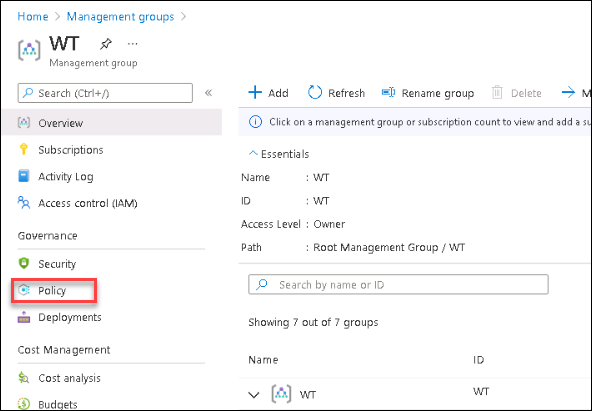 Home > Management groups >
WT
...
Management group
Search (Ctrl+/)
«
Overview
Subscriptions
Activity Log
Access control (IAM)
Governance
Security
Policy
Deployments
Cost Management
Cost analysis
Budgets
Add Refresh Rename group Delete M
Click on a management group or subscription count to view and add a su
Essentials
Name : WT
ID : WT
Access Level : Owner
Path : Root Management Group / WT
Search by name or ID
Showing 7 out of 7 groups
Name ID
WT WT